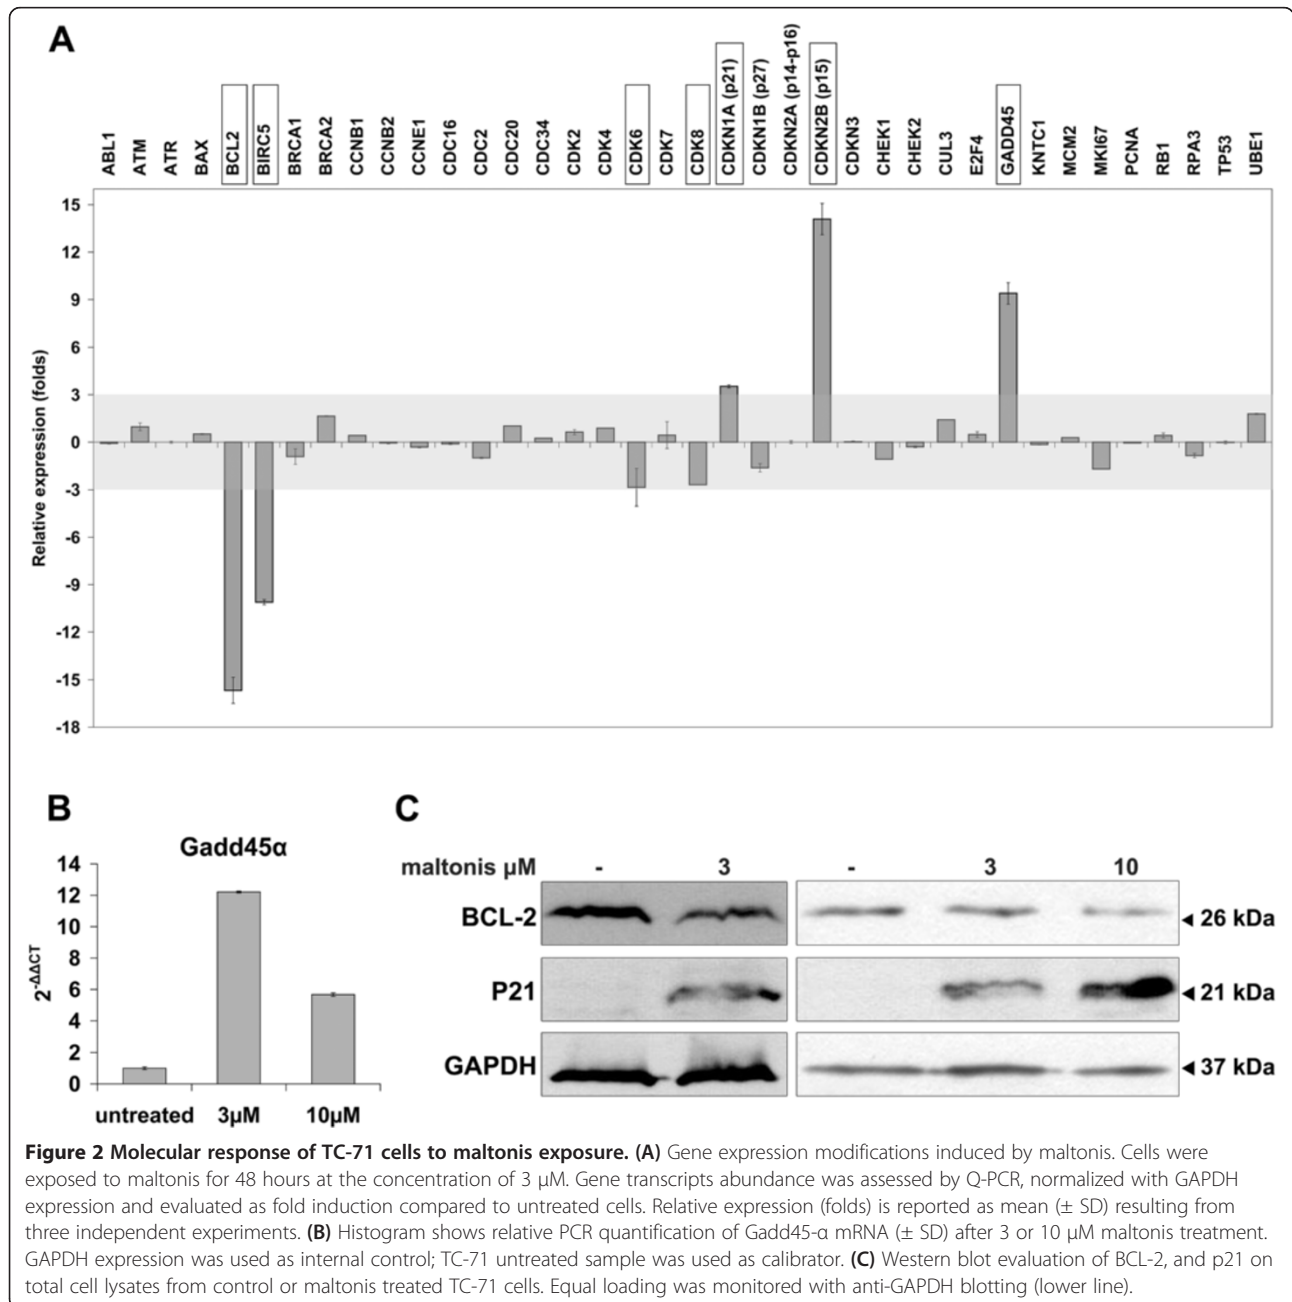 A
ABL1
ATM
ATR
BAX
BCL2
BIRC5
BRCA1
BRCA2
CCNB1
CCNB2
CCNE1
CDC16
CDC2
CDC20
CDC34
CDK2
CDK4
CDK6
CDK7
CDK8
CDKN1A (p21)
CDKN1B (p27)
CDKN2A (p14-p16)
CDKN2B (p15)
CDKN3
CHEK1
CHEK2
CUL3
E2F4
GADD45
KNTC1
MCM2
MKI67
PCNA
RB1
RPA3
TP53
UBE1
Relative expression (folds)
15
12
9
6
3
0
-3
-6
-9
-12
-15
-18
B
Gadd45α
2^-ΔΔCT
14
12
10
8
6
4
2
0
untreated 3µM 10µM
C
maltonis µM - 3 - 3 10
BCL-2 ◄ 26 kDa
P21 ◄ 21 kDa
GAPDH ◄ 37 kDa
Figure 2 Molecular response of TC-71 cells to maltonis exposure. (A) Gene expression modifications induced by maltonis. Cells were
exposed to maltonis for 48 hours at the concentration of 3 μM. Gene transcripts abundance was assessed by Q-PCR, normalized with GAPDH
expression and evaluated as fold induction compared to untreated cells. Relative expression (folds) is reported as mean (± SD) resulting from
three independent experiments. (B) Histogram shows relative PCR quantification of Gadd45-α mRNA (± SD) after 3 or 10 μM maltonis treatment.
GAPDH expression was used as internal control; TC-71 untreated sample was used as calibrator. (C) Western blot evaluation of BCL-2, and p21 on
total cell lysates from control or maltonis treated TC-71 cells. Equal loading was monitored with anti-GAPDH blotting (lower line).